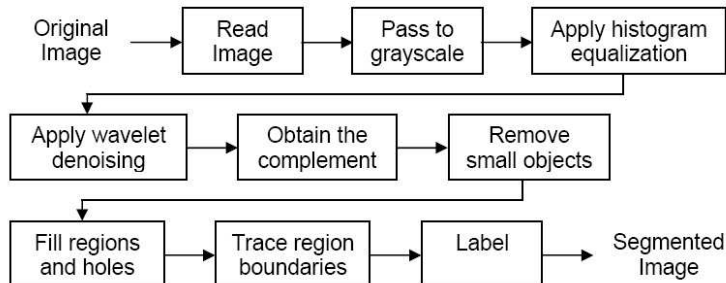 Original
Image
Read
Image
Pass to
grayscale
Apply histogram
equalization
Apply wavelet
denoising
Obtain the
complement
Remove
small objects
Fill regions
and holes
Trace region
boundaries
Label
Segmented
Image